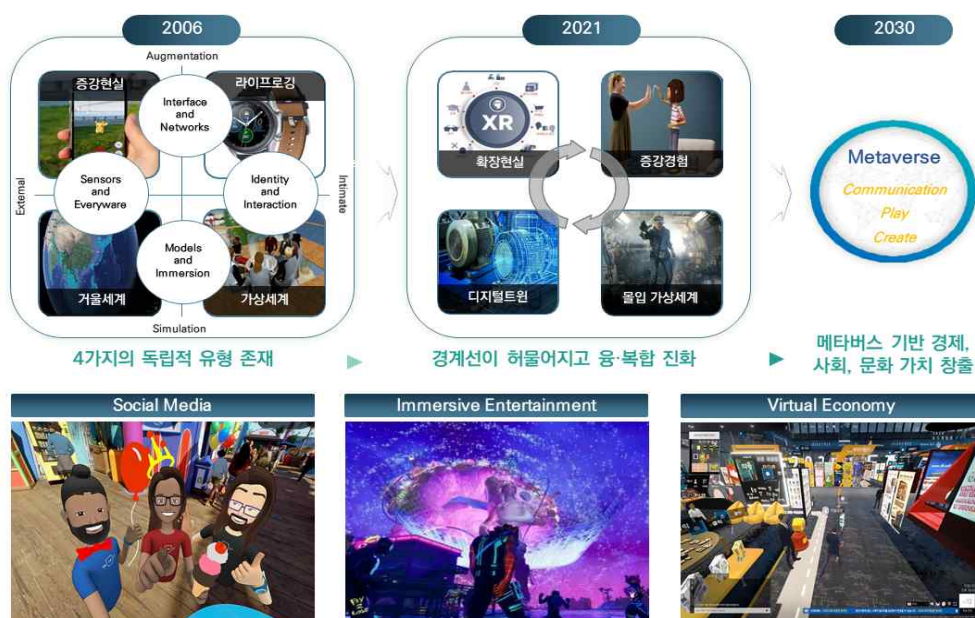 2006
2021
2030
Augmentation
증강현실
라이프로깅
Interface
and
Networks
XR
확장현실
증강경험
External
Sensors
and
Everyware
Identity
and
Interaction
Intimate
Metaverse
Communication
Play
Create
Models
and
Immersion
거울세계
가상세계
디지털트윈
몰입 가상세계
Simulation
4가지의 독립적 유형 존재
경계선이 허물어지고 융·복합 진화
메타버스 기반 경제,
사회, 문화 가치 창출
Social Media
Immersive Entertainment
Virtual Economy